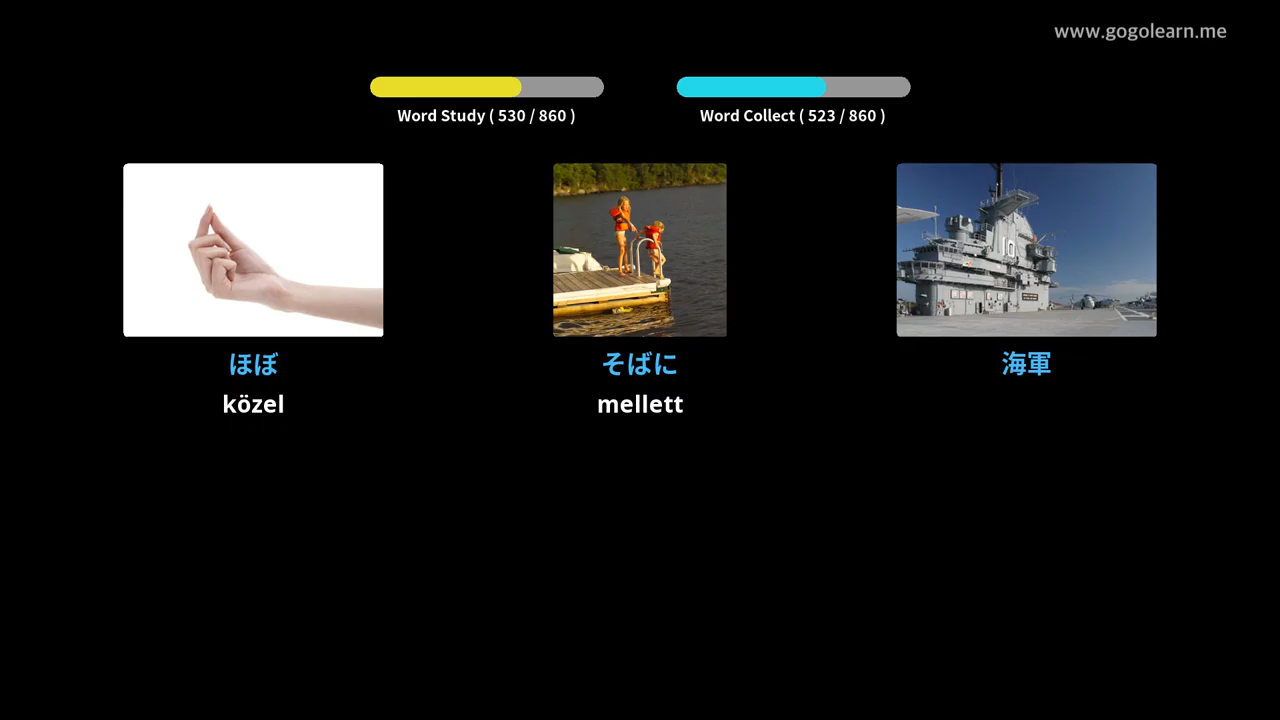 www.gogolearn.me
Word Study ( 530 / 860 )
Word Collect ( 523 / 860 )
ほぼ
közel
そばに
mellett
海軍
10